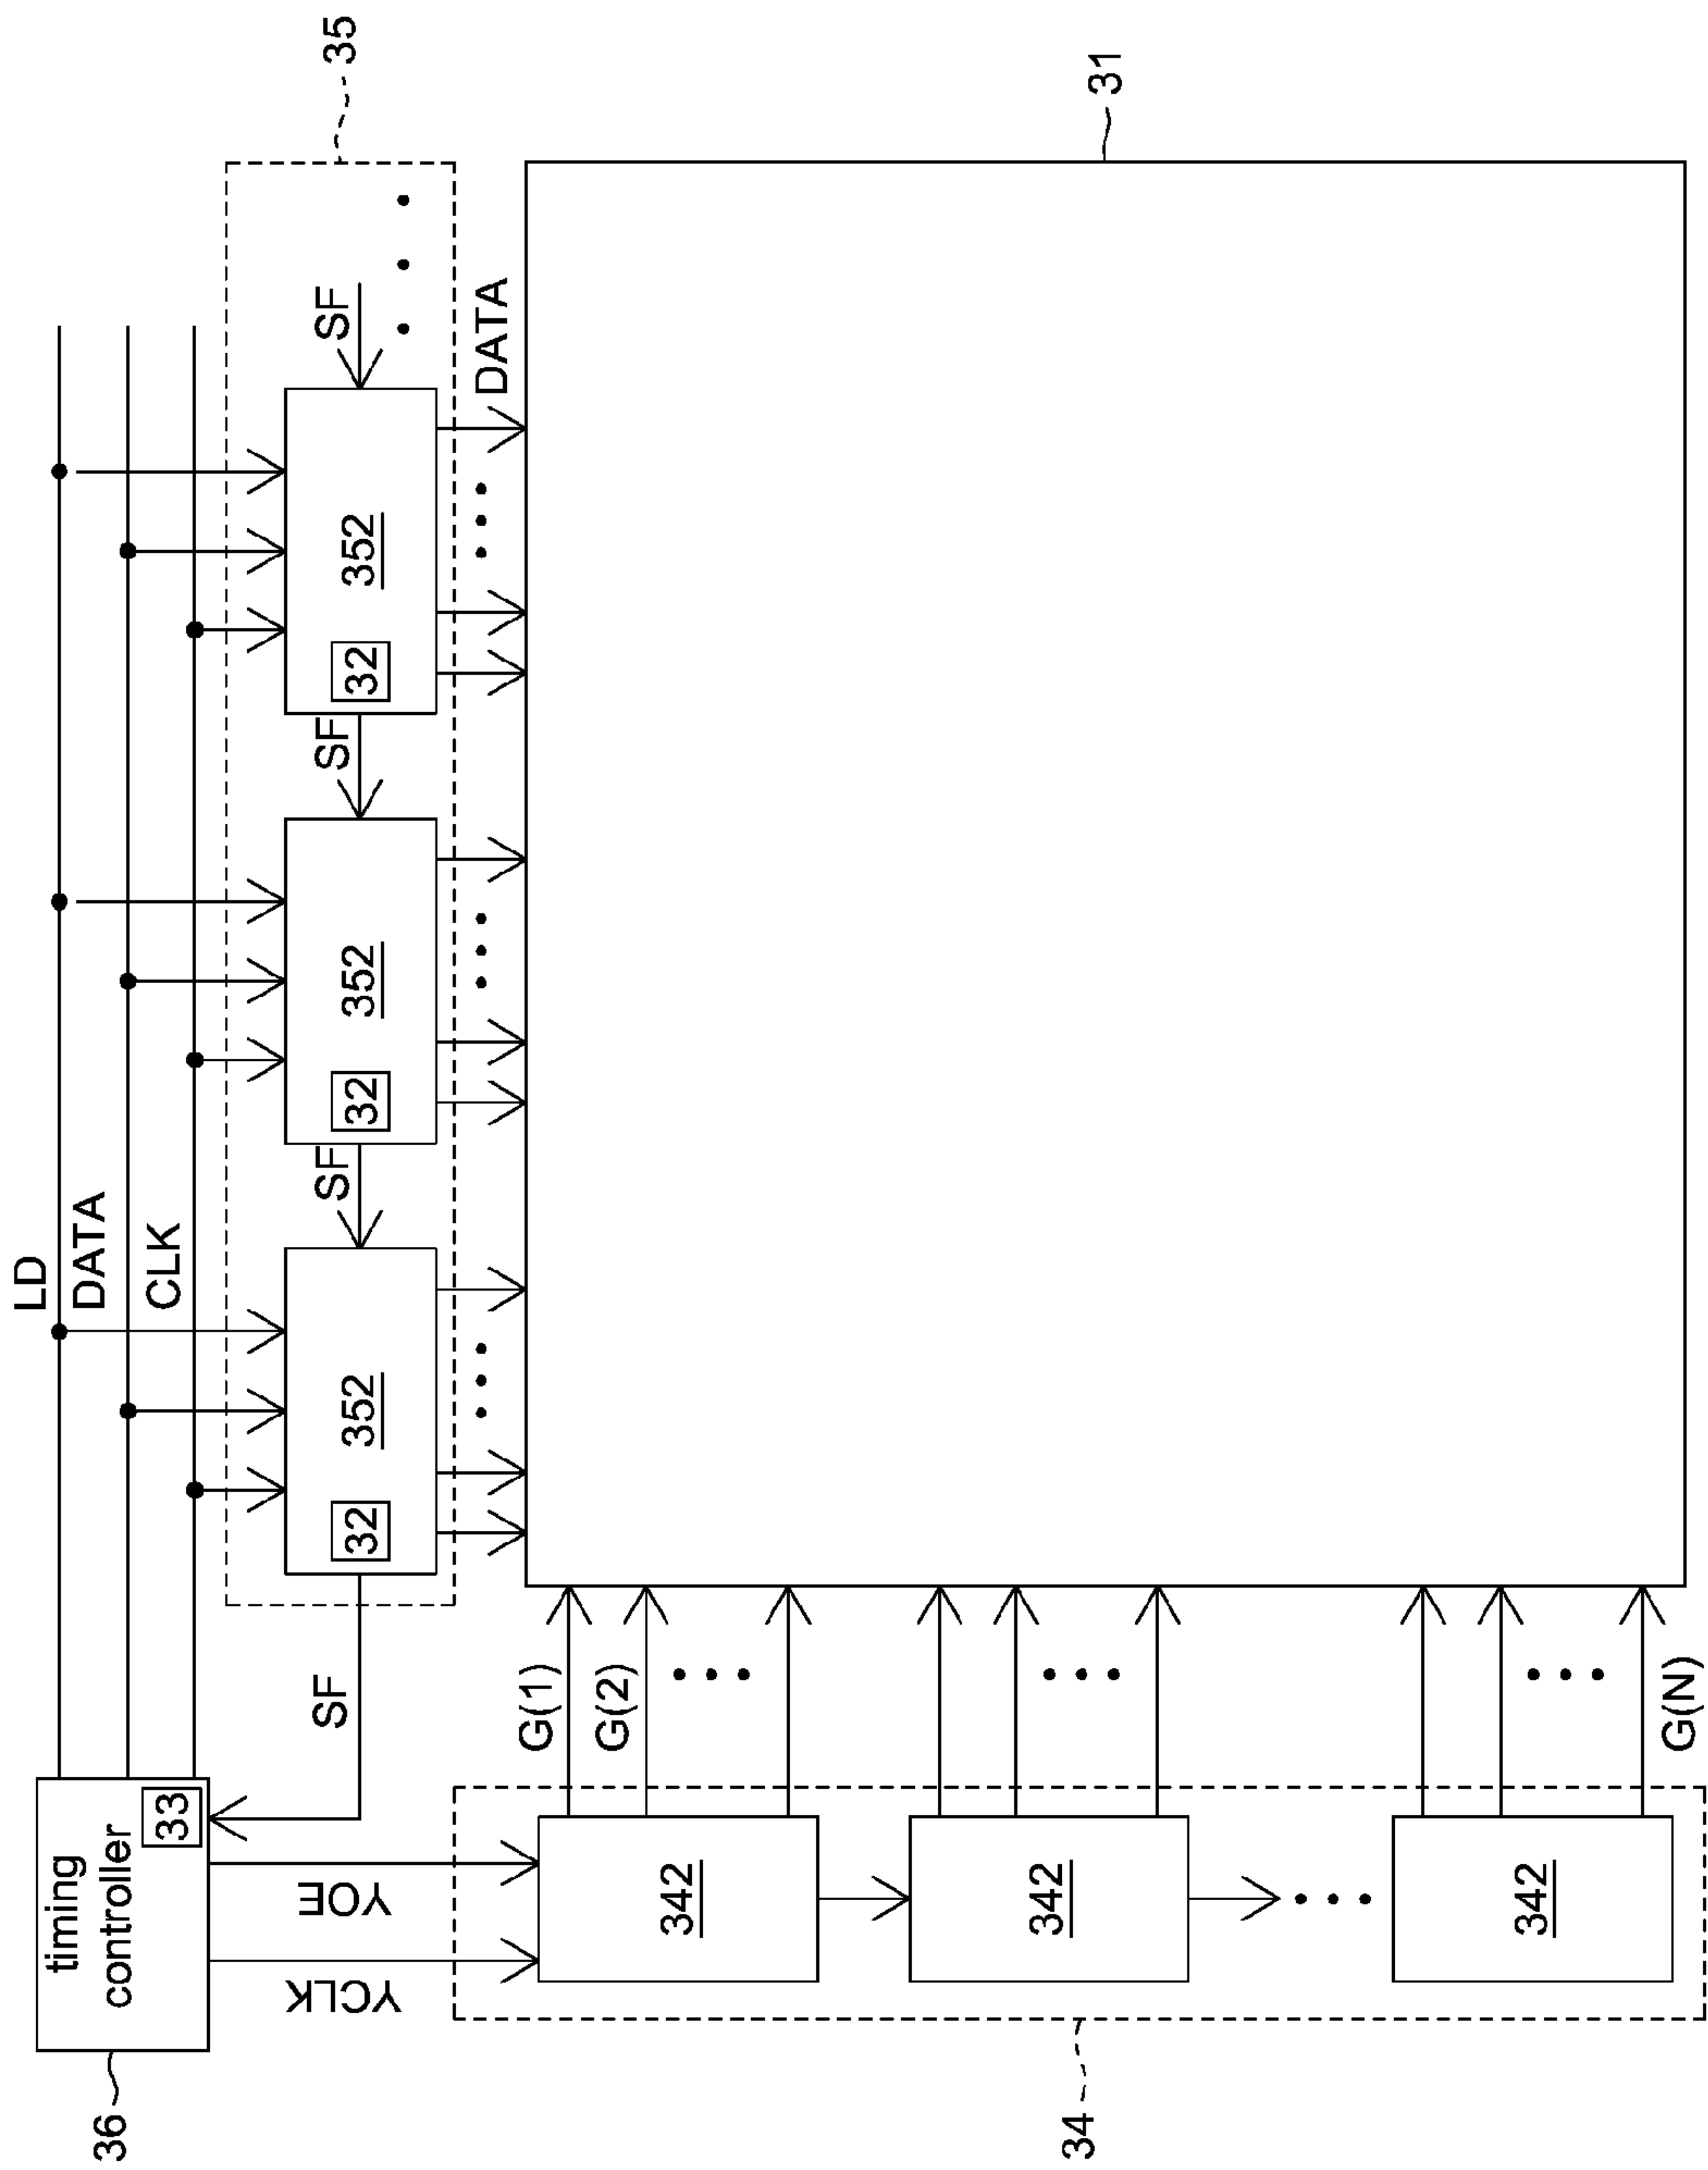 36
timing
controller
33
LD
DATA
CLK
35
YCLK
YOE
SF
32
352
SF
32
352
SF
32
352
SF
DATA
G(1)
G(2)
G(N)
342
342
342
34
31